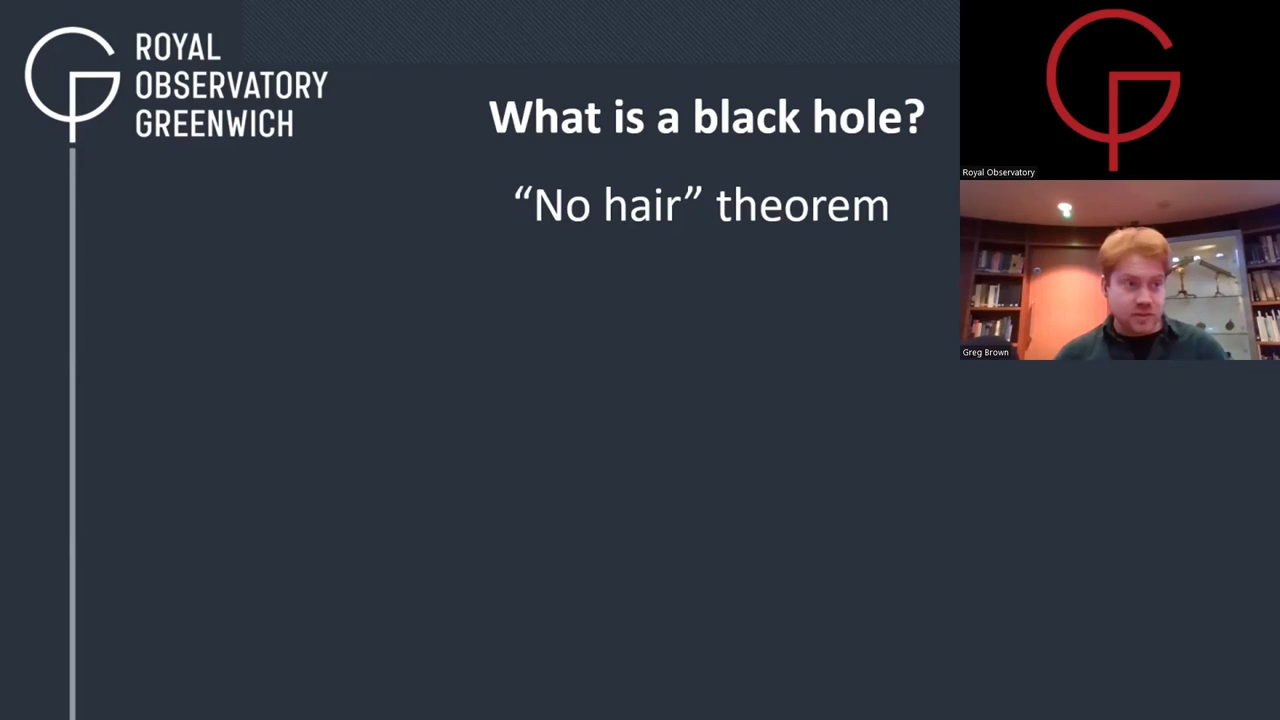 ROYAL
OBSERVATORY
GREENWICH
What is a black hole?
“No hair” theorem
Royal Observatory
Greg Brown